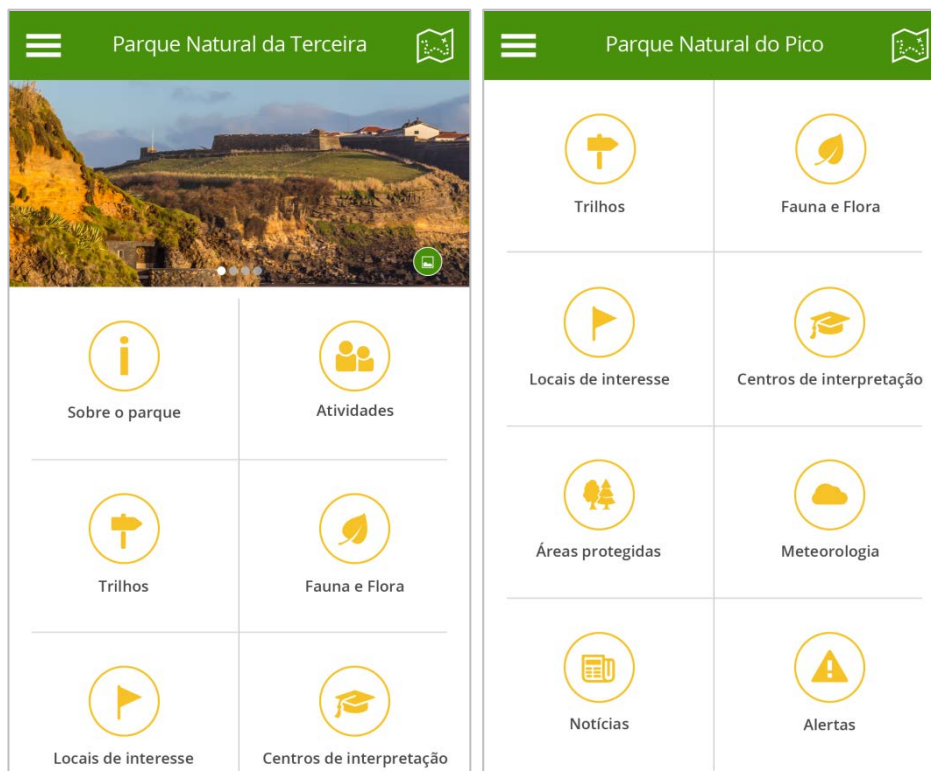 Parque Natural da Terceira
Sobre o parque
Atividades
Trilhos
Fauna e Flora
Locais de interesse
Centros de interpretação
Parque Natural do Pico
Trilhos
Fauna e Flora
Locais de interesse
Centros de interpretação
Áreas protegidas
Meteorologia
Notícias
Alertas